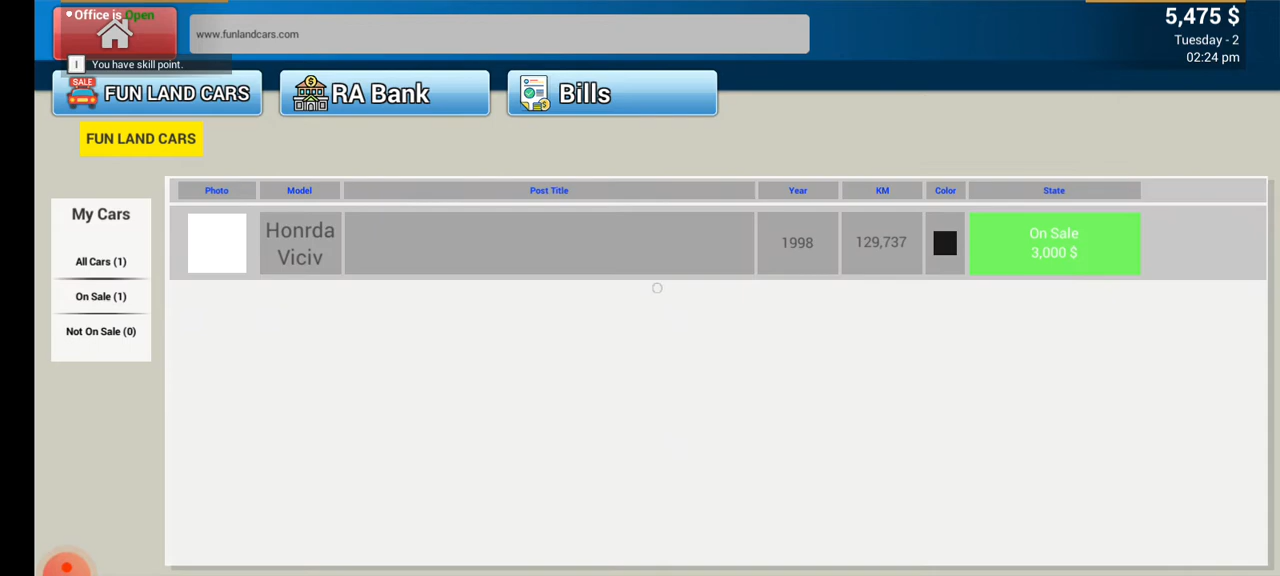 Office is Open
www.funlandcars.com
5,475 $
Tuesday - 2
02:24 pm
I You have skill point.
SALE
FUN LAND CARS
RA Bank
Bills
FUN LAND CARS
Photo Model Post Title Year KM Color State
My Cars
All Cars (1)
On Sale (1)
Not On Sale (0)
Honrda
Viciv
1998
129,737
On Sale
3,000 $